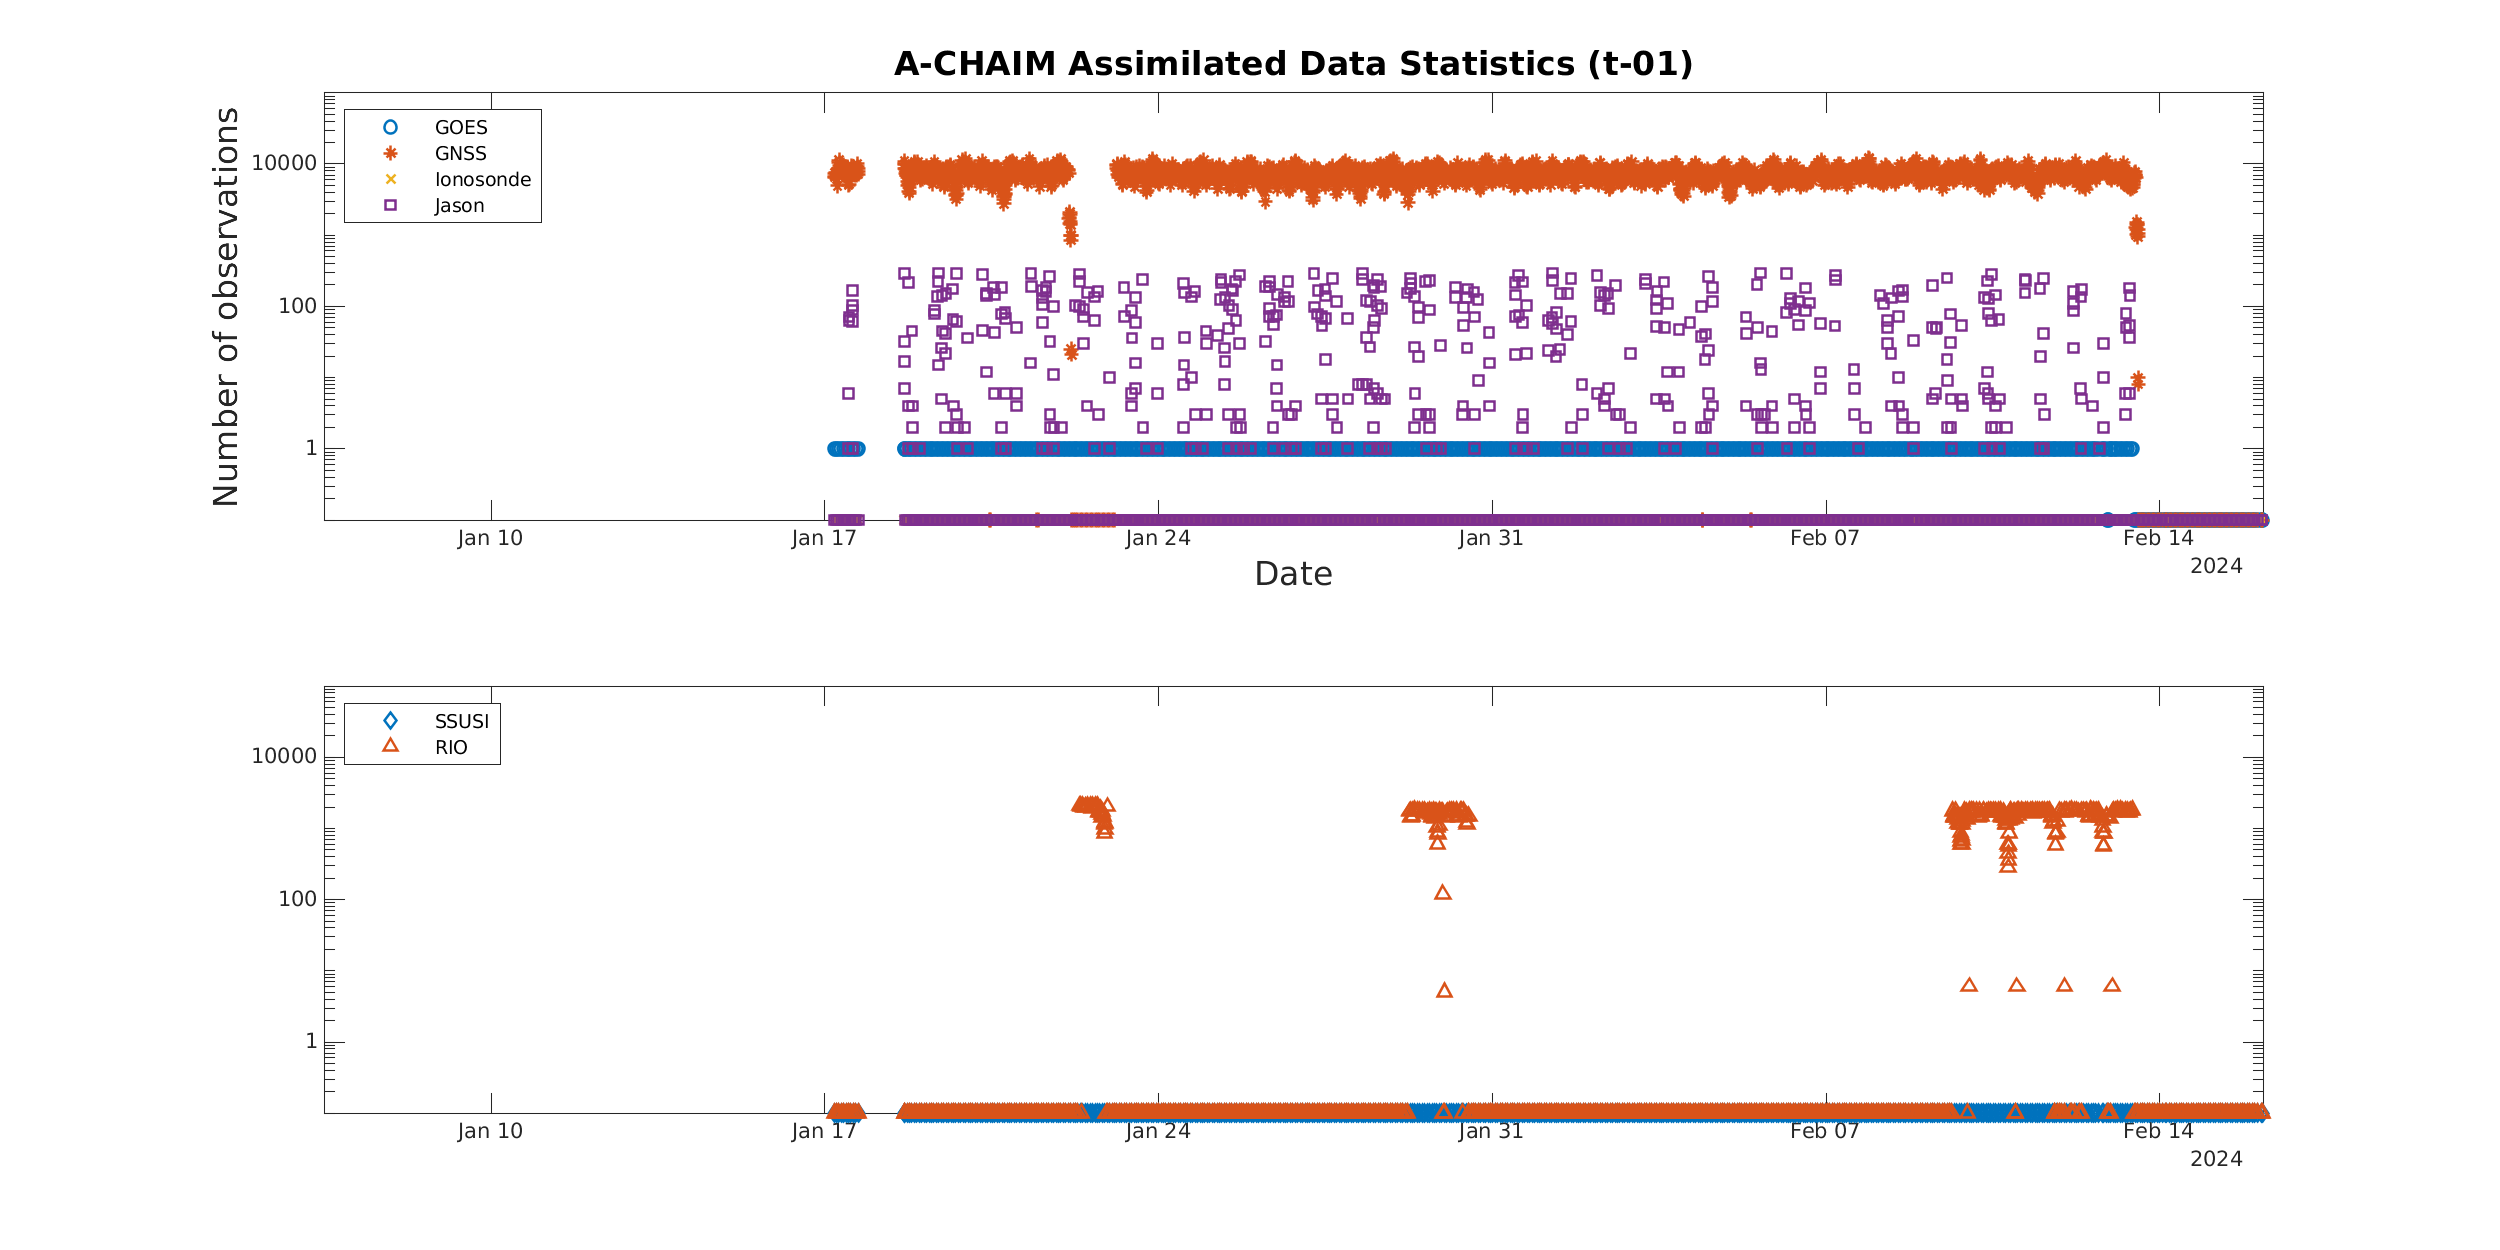 A-CHAIM Assimilated Data Statistics (t-01)
Number of observations
10000
100
1
GOES
GNSS
Ionosonde
Jason
Jan 10
Jan 17
Jan 24
Jan 31
Feb 07
Feb 14
2024
Date
10000
100
1
SSUSI
RIO
Jan 10
Jan 17
Jan 24
Jan 31
Feb 07
Feb 14
2024